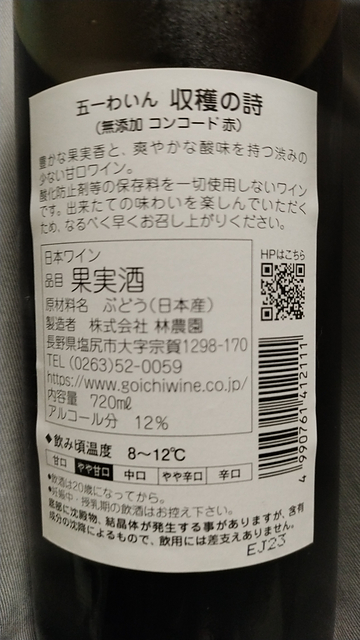 五一わいん 収穫の詩
(無添加 コンコード 赤)
豊かな果実香と、爽やかな酸味を持つ渋みの
少ない甘口ワイン。
酸化防止剤等の保存料を一切使用しないワイン
です。出来たての味わいを楽しんでいただく
ため、なるべく早くお召し上がりください。
日本ワイン
品目 果実酒
原材料名 ぶどう(日本産)
製造者 株式会社 林農園
長野県塩尻市大字宗賀1298-170
TEL (0263)52-0059
https://www.goichiwine.co.jp/
内容量 720ml
アルコール分 12%
HPはこちら
4 990761 412111
◆飲み頃温度 8～12℃
甘口 やや甘口 中口 やや辛口 辛口
●飲酒は20歳になってから。
●妊娠中・授乳期の飲酒はお控え下さい。
意稀に沈殿物、結晶体が発生する事がありますが、含有
成分の沈降によるもので、飲用には差支えありません。
EJ23